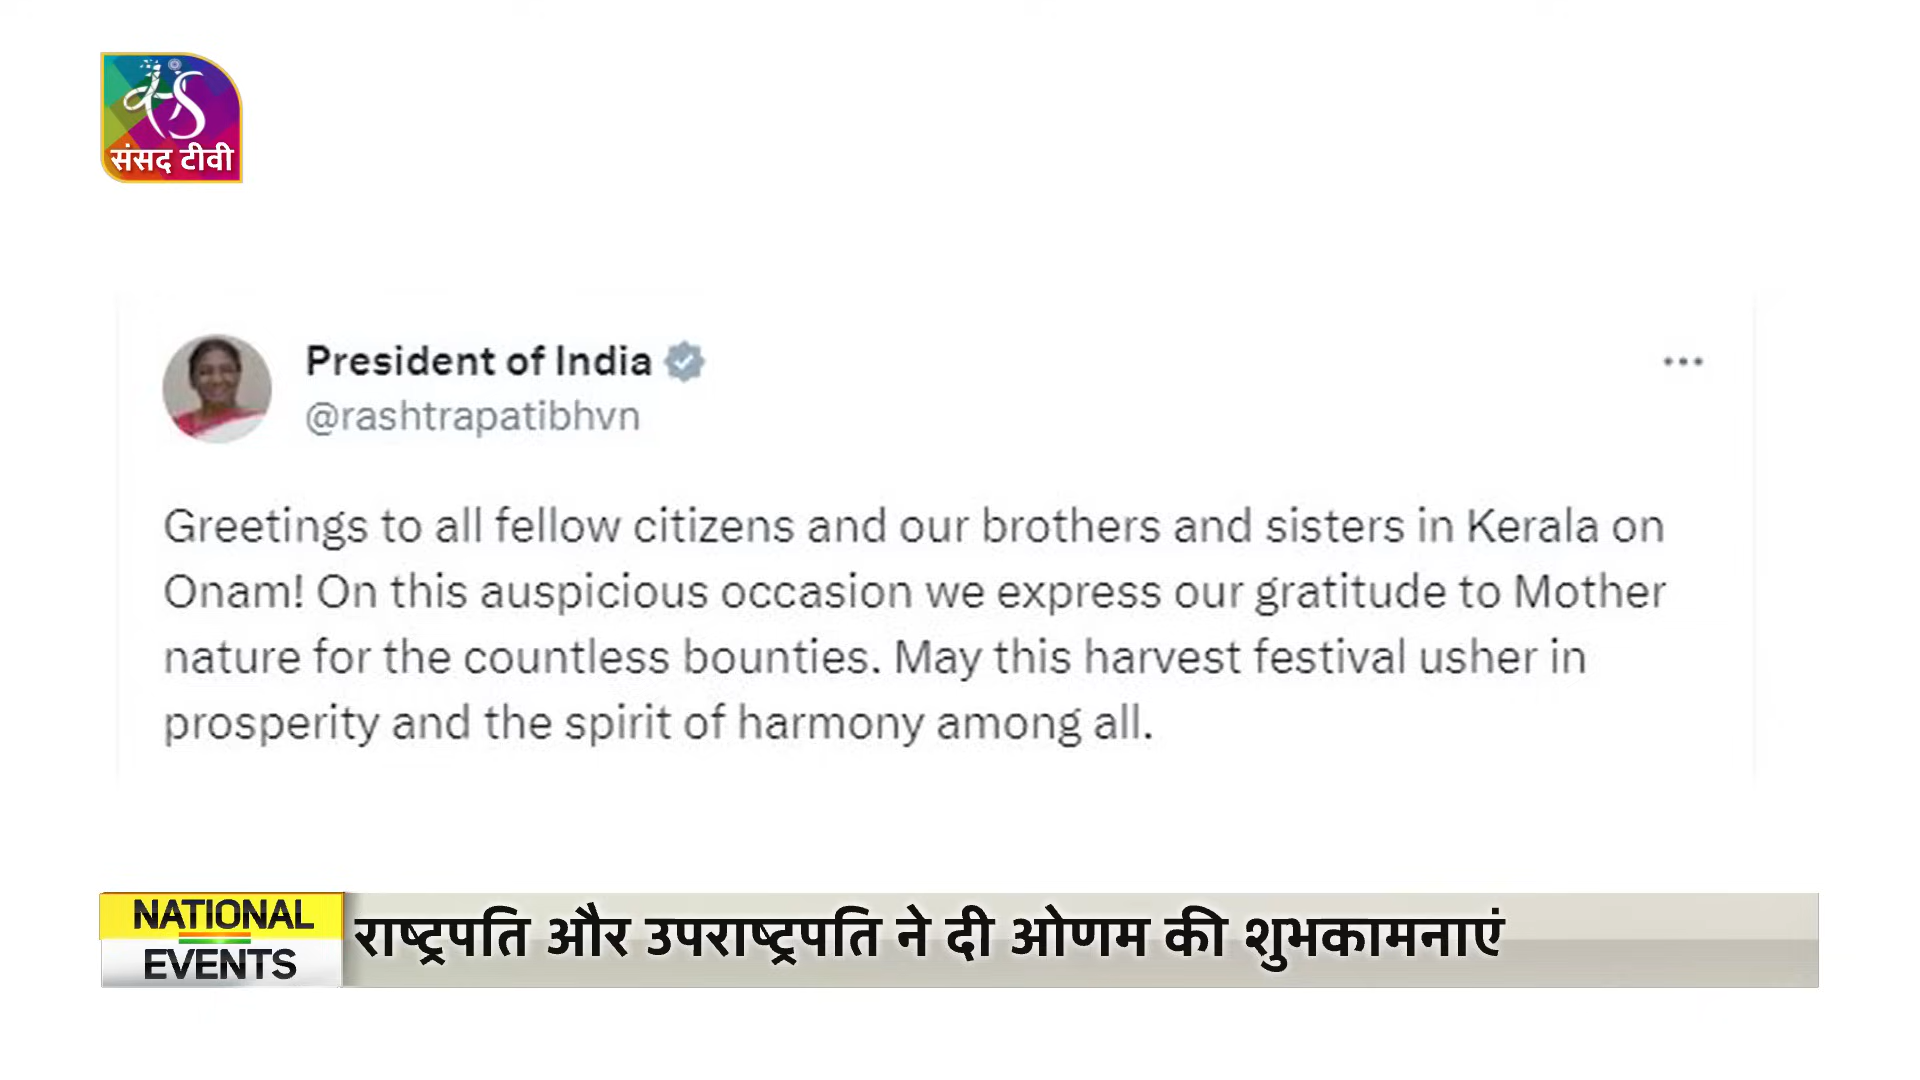 संसद टीवी
President of India
@rashtrapatibhvn
Greetings to all fellow citizens and our brothers and sisters in Kerala on
Onam! On this auspicious occasion we express our gratitude to Mother
nature for the countless bounties. May this harvest festival usher in
prosperity and the spirit of harmony among all.
NATIONAL
EVENTS
राष्ट्रपति और उपराष्ट्रपति ने दी ओणम की शुभकामनाएं